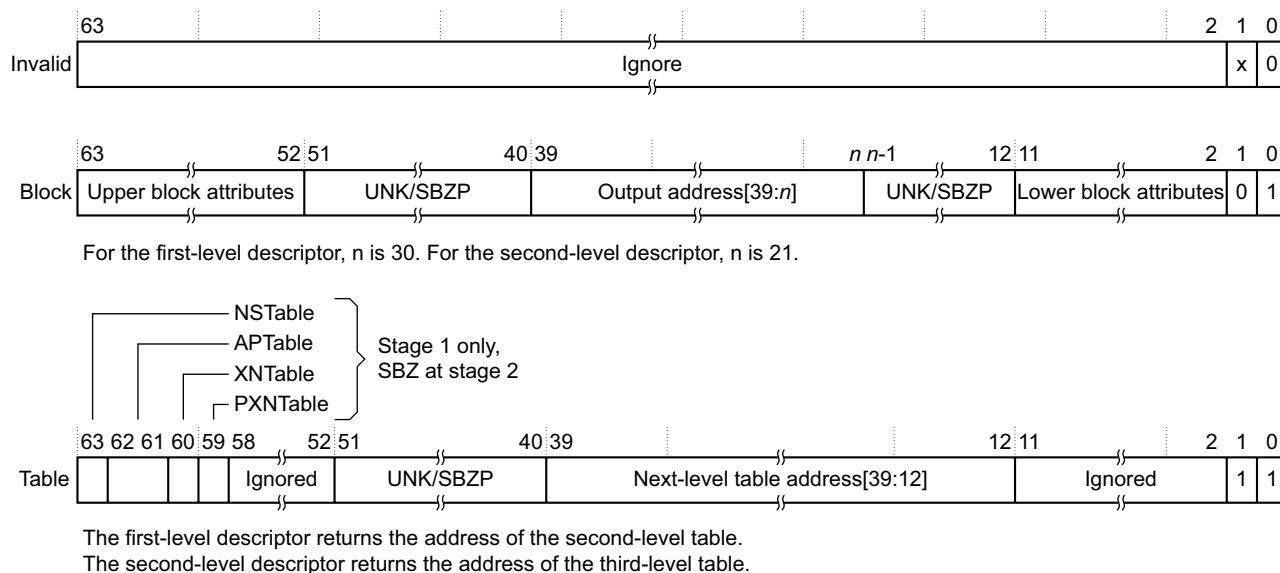 63 2 1 0
Invalid Ignore x 0
63 52 51 40 39 n n-1 12 11 2 1 0
Block Upper block attributes UNK/SBZP Output address[39:n] UNK/SBZP Lower block attributes 0 1
For the first-level descriptor, n is 30. For the second-level descriptor, n is 21.
NSTable
APTable
XNTable
PXNTable
Stage 1 only,
SBZ at stage 2
63 62 61 60 59 58 52 51 40 39 12 11 2 1 0
Table Ignored UNK/SBZP Next-level table address[39:12] Ignored 1 1
The first-level descriptor returns the address of the second-level table.
The second-level descriptor returns the address of the third-level table.